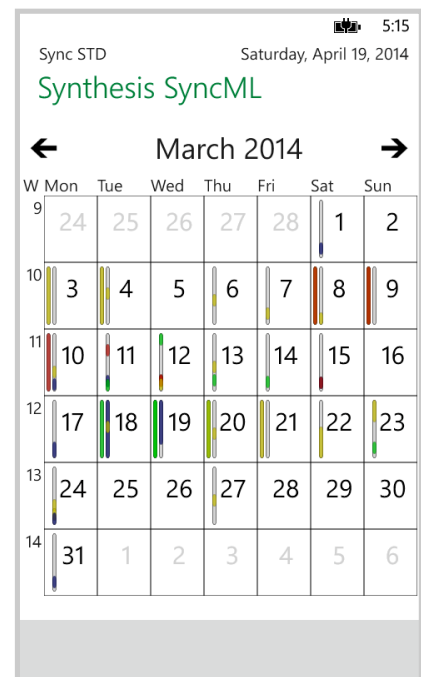 5:15
Sync STD Saturday, April 19, 2014
Synthesis SyncML
March 2014
W Mon Tue Wed Thu Fri Sat Sun
9 24 25 26 27 28 1 2
10 3 4 5 6 7 8 9
11 10 11 12 13 14 15 16
12 17 18 19 20 21 22 23
13 24 25 26 27 28 29 30
14 31 1 2 3 4 5 6